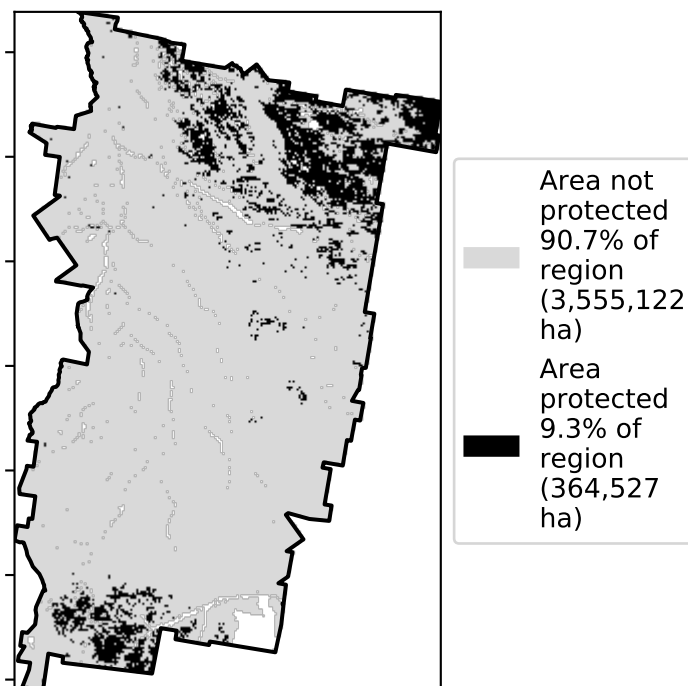 Area not
protected
90.7% of
region
(3,555,122
ha)
Area
protected
9.3% of
region
(364,527
ha)